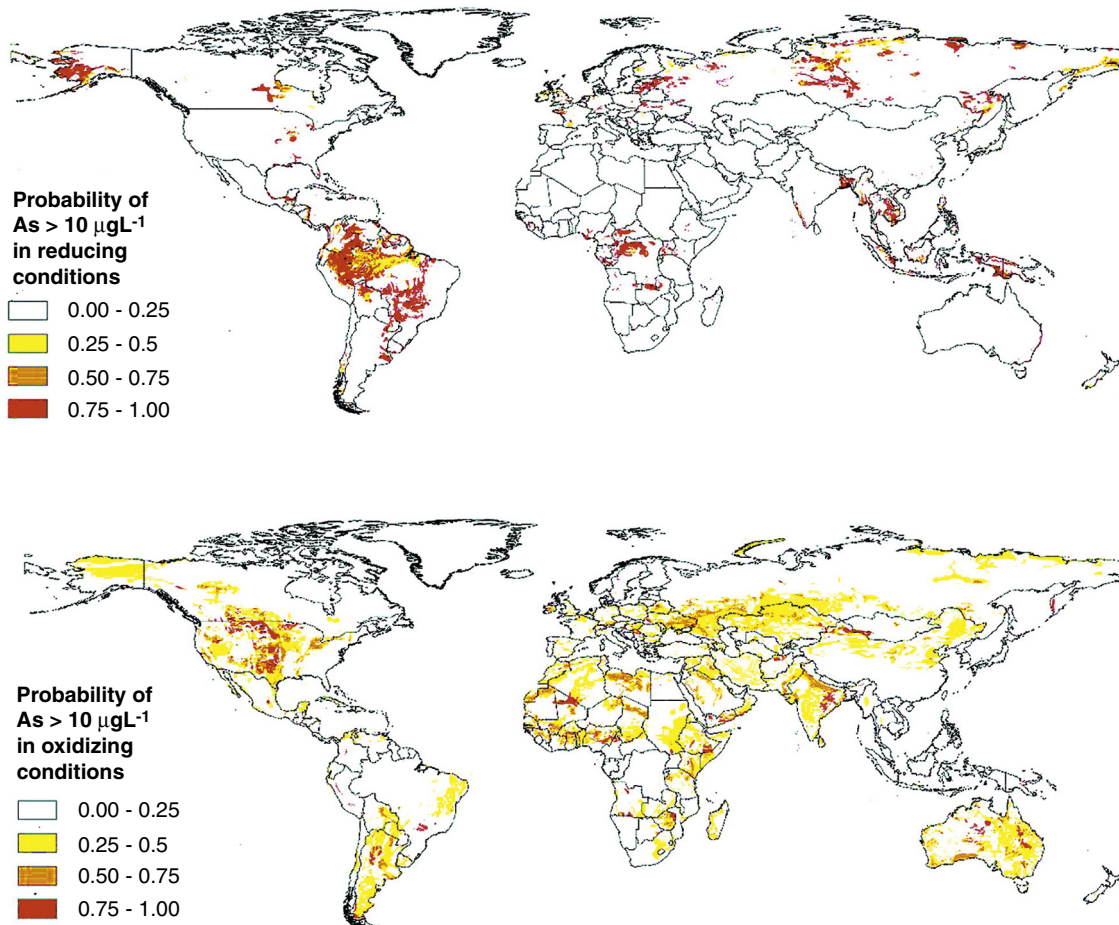 Probability of
As > 10 μgL⁻¹
in reducing
conditions
0.00 - 0.25
0.25 - 0.5
0.50 - 0.75
0.75 - 1.00
Probability of
As > 10 μgL⁻¹
in oxidizing
conditions
0.00 - 0.25
0.25 - 0.5
0.50 - 0.75
0.75 - 1.00